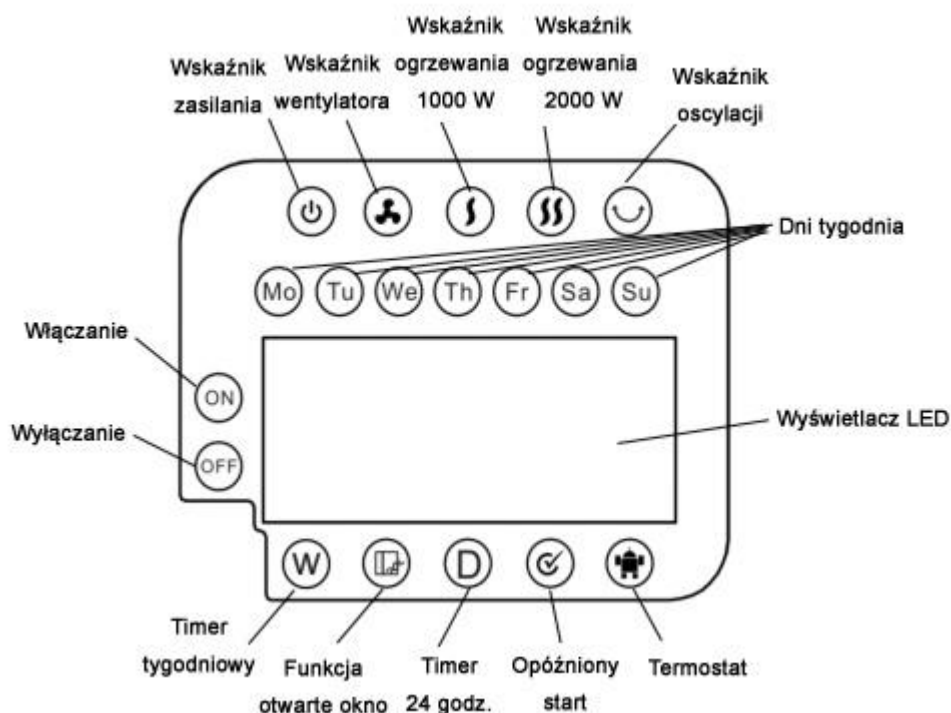 Wskaźnik
zasilania
Wskaźnik
wentylatora
Wskaźnik
ogrzewania
1000 W
Wskaźnik
ogrzewania
2000 W
Wskaźnik
oscylacji
Dni tygodnia
Mo Tu We Th Fr Sa Su
Włączanie
ON
Wyłączanie
OFF
Wyświetlacz LED
W D
Timer
tygodniowy
Funkcja
otwarte okno
Timer
24 godz.
Opóźniony
start
Termostat